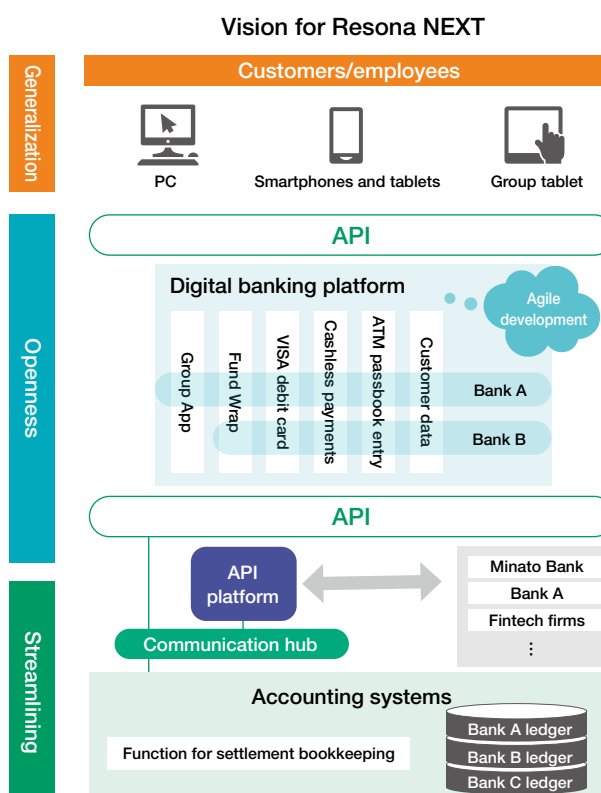 Vision for Resona NEXT
Generalization
Customers/employees
PC
Smartphones and tablets
Group tablet
Openness
API
Digital banking platform
Agile
development
Group App
Fund Wrap
VISA debit card
Cashless payments
ATM passbook entry
Customer data
Bank A
Bank B
API
API
platform
Minato Bank
Bank A
Fintech firms
⋮
Streamlining
Communication hub
Accounting systems
Function for settlement bookkeeping
Bank A ledger
Bank B ledger
Bank C ledger